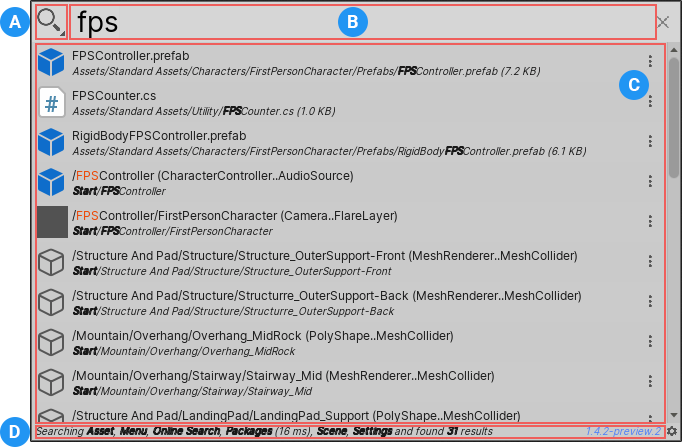 A
fps
B
FPSController.prefab
Assets/Standard Assets/Characters/FirstPersonCharacter/Prefabs/FPSController.prefab (7.2 KB)
C
#
FPSCounter.cs
Assets/Standard Assets/Utility/FPSCounter.cs (1.0 KB)
RigidBodyFPSController.prefab
Assets/Standard Assets/Characters/FirstPersonCharacter/Prefabs/RigidBodyFPSController.prefab (6.1 KB)
/FPSController (CharacterController..AudioSource)
Start/FPSController
/FPSController/FirstPersonCharacter (Camera..FlareLayer)
Start/FPSController/FirstPersonCharacter
/Structure And Pad/Structure/Structure_OuterSupport-Front (MeshRenderer..MeshCollider)
Start/Structure And Pad/Structure/Structure_OuterSupport-Front
/Structure And Pad/Structure/Structurre_OuterSuppport-Back (MeshRenderer..MeshCollider)
Start/Structure And Pad/Structure/Structurre_OuterSuppport-Back
/Mountain/Overhang/Overhang_MidRock (PolyShape..MeshCollider)
Start/Mountain/Overhang/Overhang_MidRock
/Mountain/Overhang/Stairway/Stairway_Mid (MeshRenderer..MeshCollider)
Start/Mountain/Overhang/Stairway/Stairway_Mid
/Structure And Pad/LandingPad/LandingPad_Support (PolyShape..MeshCollider)
D
Searching Asset, Menu, Online Search, Packages (16 ms), Scene, Settings and found 31 results
1.4.2-preview.2